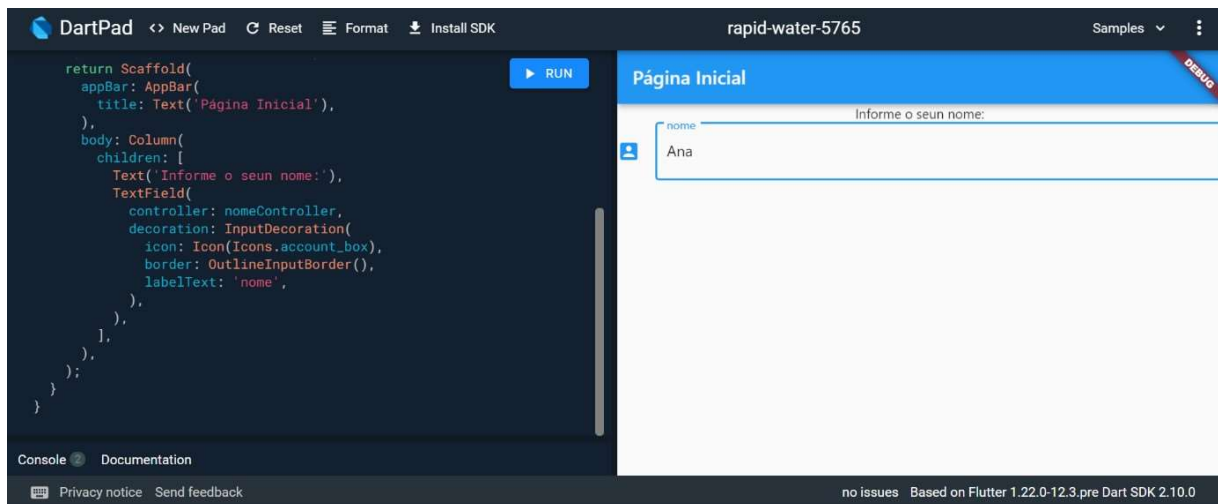 DartPad <> New Pad Reset Format Install SDK rapid-water-5765 Samples
return Scaffold(
appBar: AppBar(
title: Text('Página Inicial'),
),
body: Column(
children: [
Text('Informe o seun nome:'),
TextField(
controller: nomeController,
decoration: InputDecoration(
icon: Icon(Icons.account_box),
border: OutlineInputBorder(),
labelText: 'nome',
),
),
],
),
);
}
}
RUN
Página Inicial
DEBUG
Informe o seun nome:
nome
Ana
Console 2 Documentation
Privacy notice Send feedback no issues Based on Flutter 1.22.0-12.3.pre Dart SDK 2.10.0